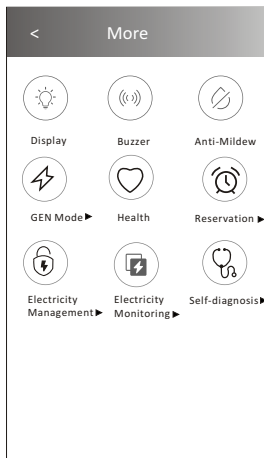 < More
Display Buzzer Anti-Mildew
GEN Mode▶ Health Reservation▶
Electricity Electricity Self-diagnosis▶
Management▶ Monitoring▶